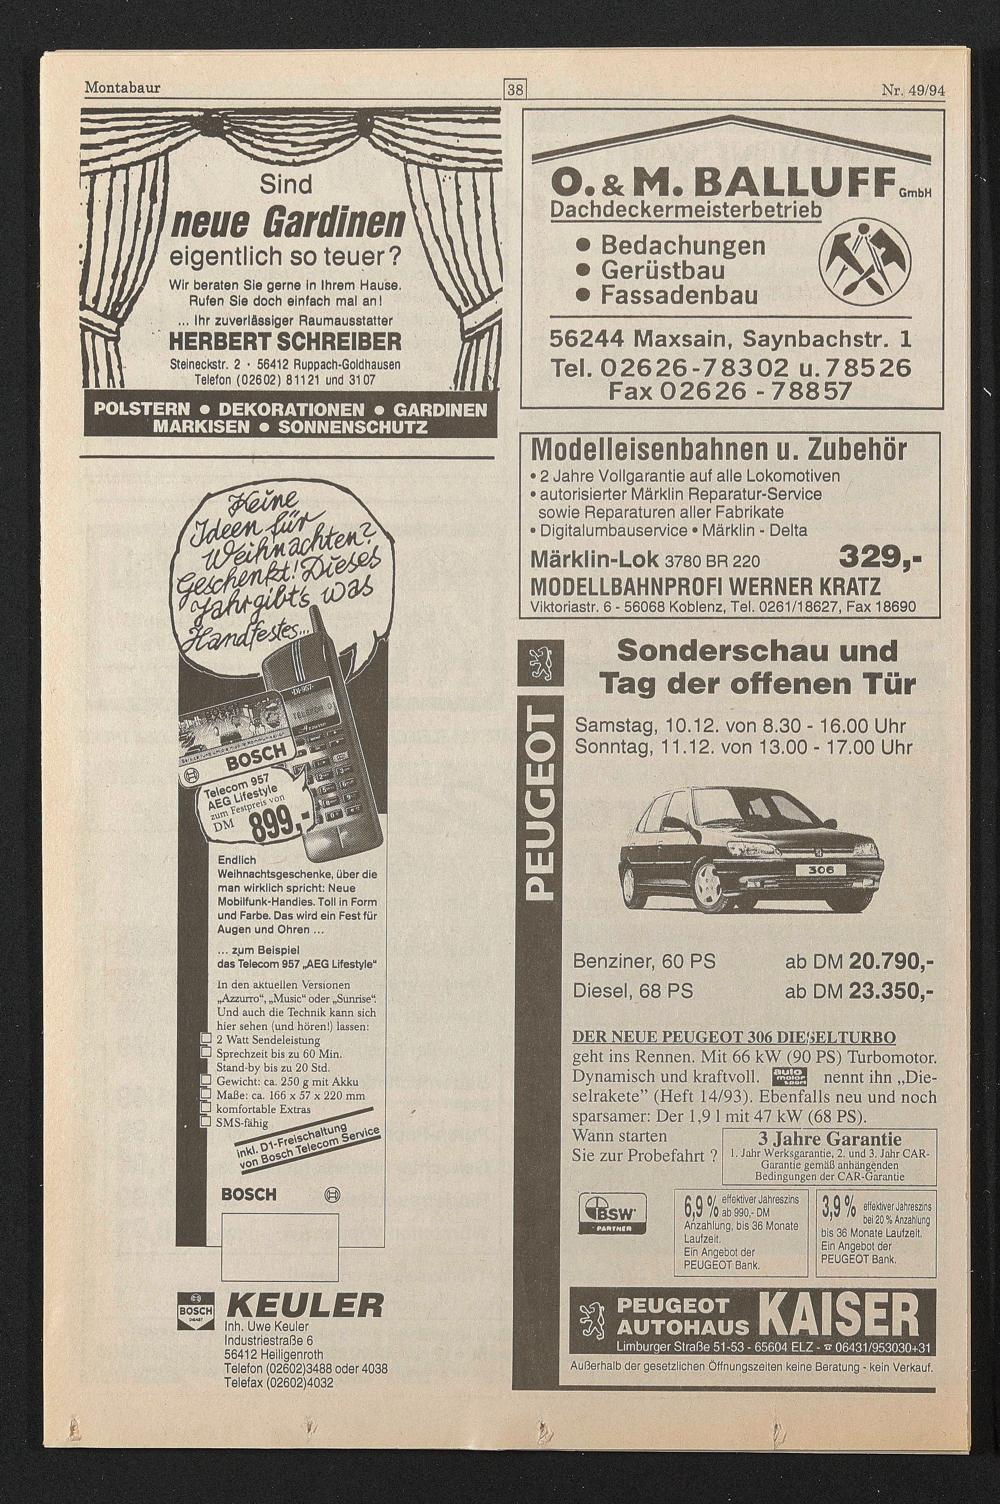 Montabaur
38
Nr. 49/94
Sind
neue Gardinen
eigentlich so teuer?
Wir beraten Sie gerne in Ihrem Hause.
Rufen Sie doch einfach mal an!
... Ihr zuverlässiger Raumausstatter
HERBERT SCHREIBER
Steineckstr. 2 · 56412 Ruppach-Goldhausen
Telefon (02602) 81121 und 3107
POLSTERN ● DEKORATIONEN ● GARDINEN
MARKISEN ● SONNENSCHUTZ
Keine
Ideen für
Weihnachten?
Geschenkt! Dieses
Jahr gibt's was
Handfestes...
BOSCH
Telecom 957
AEG Lifestyle
zum Festpreis von
DM 899,-
Endlich
Weihnachtsgeschenke, über die
man wirklich spricht: Neue
Mobilfunk-Handies. Toll in Form
und Farbe. Das wird ein Fest für
Augen und Ohren ...
... zum Beispiel
das Telecom 957 „AEG Lifestyle"
In den aktuellen Versionen
„Azzurro", „Music" oder „Sunrise".
Und auch die Technik kann sich
hier sehen (und hören!) lassen:
2 Watt Sendeleistung
Sprechzeit bis zu 60 Min.
Stand-by bis zu 20 Std.
Gewicht: ca. 250 g mit Akku
Maße: ca. 166 x 57 x 220 mm
komfortable Extras
SMS-fähig
inkl. D1-Freischaltung
von Bosch Telecom Service
BOSCH
BOSCH
DIENST
KEULER
Inh. Uwe Keuler
Industriestraße 6
56412 Heiligenroth
Telefon (02602)3488 oder 4038
Telefax (02602)4032
O. & M. BALLUFF GmbH
Dachdeckermeisterbetrieb
● Bedachungen
● Gerüstbau
● Fassadenbau
56244 Maxsain, Saynbachstr. 1
Tel. 02626-78302 u. 78526
Fax 02626 - 78857
Modelleisenbahnen u. Zubehör
• 2 Jahre Vollgarantie auf alle Lokomotiven
• autorisierter Märklin Reparatur-Service
sowie Reparaturen aller Fabrikate
• Digitalumbauservice • Märklin - Delta
Märklin-Lok 3780 BR 220 329,-
MODELLBAHNPROFI WERNER KRATZ
Viktoriastr. 6 - 56068 Koblenz, Tel. 0261/18627, Fax 18690
PEUGEOT
Sonderschau und
Tag der offenen Tür
Samstag, 10.12. von 8.30 - 16.00 Uhr
Sonntag, 11.12. von 13.00 - 17.00 Uhr
306
Benziner, 60 PS ab DM 20.790,-
Diesel, 68 PS ab DM 23.350,-
DER NEUE PEUGEOT 306 DIESELTURBO
geht ins Rennen. Mit 66 kW (90 PS) Turbomotor.
Dynamisch und kraftvoll. auto motor sport nennt ihn „Die-
selrakete" (Heft 14/93). Ebenfalls neu und noch
sparsamer: Der 1,9 l mit 47 kW (68 PS).
Wann starten
Sie zur Probefahrt ?
3 Jahre Garantie
1. Jahr Werksgarantie, 2. und 3. Jahr CAR-
Garantie gemäß anhängenden
Bedingungen der CAR-Garantie
BSW
PARTNER
6,9 % effektiver Jahreszins
ab 990,- DM
Anzahlung, bis 36 Monate
Laufzeit.
Ein Angebot der
PEUGEOT Bank.
3,9 % effektiver Jahreszins
bei 20 % Anzahlung
bis 36 Monate Laufzeit.
Ein Angebot der
PEUGEOT Bank.
PEUGEOT
AUTOHAUS KAISER
Limburger Straße 51-53 - 65604 ELZ - ☎ 06431/953030+31
Außerhalb der gesetzlichen Öffnungszeiten keine Beratung - kein Verkauf.